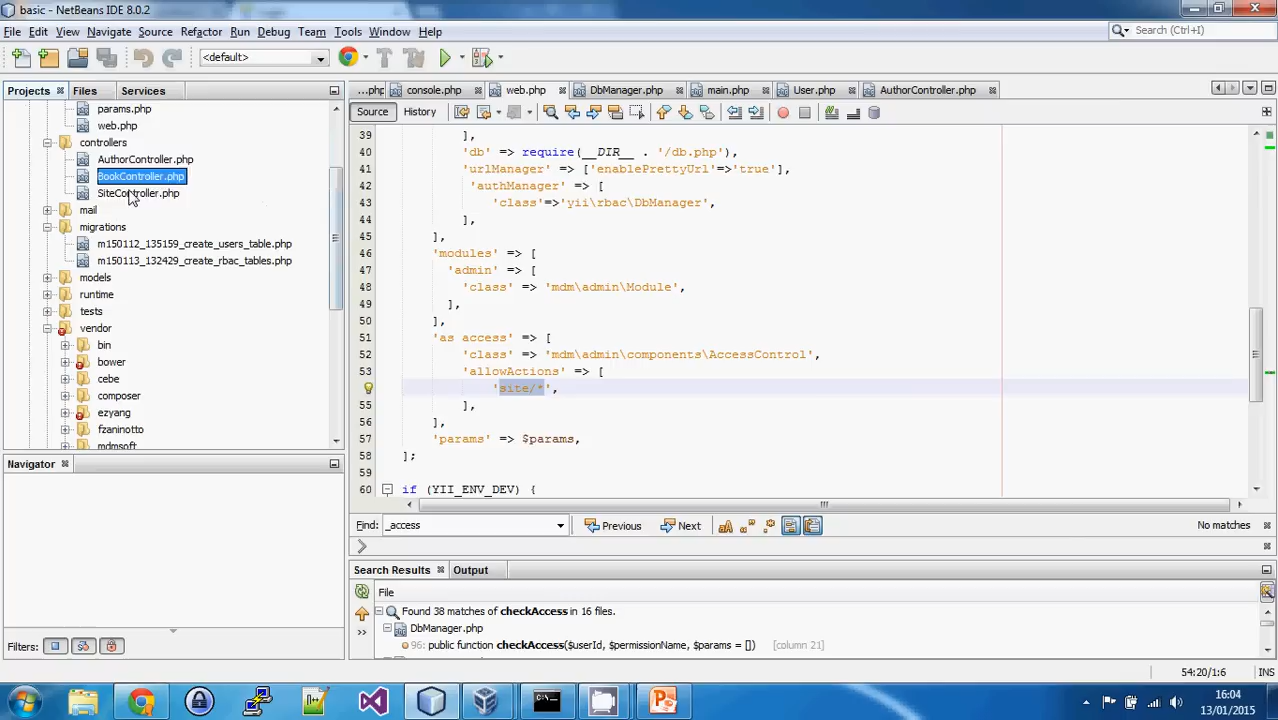 basic - NetBeans IDE 8.0.2
File Edit View Navigate Source Refactor Run Debug Team Tools Window Help
Search (Ctrl+I)
<default>
Projects Files Services
params.php
web.php
controllers
AuthorController.php
BookController.php
SiteController.php
mail
migrations
m150112_135159_create_users_table.php
m150113_132429_create_rbac_tables.php
models
runtime
tests
vendor
bin
bower
cebe
composer
ezyang
fzaninotto
mdmsoft
Navigator
Filters:
...php console.php web.php DbManager.php main.php User.php AuthorController.php
Source History
39 ],
40 'db' => require(__DIR__ . '/db.php'),
41 'urlManager' => ['enablePrettyUrl'=>'true'],
42 'authManager' => [
43 'class'=>'yii\rbac\DbManager',
44 ],
45 ],
46 'modules' => [
47 'admin' => [
48 'class' => 'mdm\admin\Module',
49 ],
50 ],
51 'as access' => [
52 'class' => 'mdm\admin\components\AccessControl',
53 'allowActions' => [
'site/*',
55 ],
56 ],
57 'params' => $params,
58 ];
59
60 if (YII_ENV_DEV) {
Find: _access Previous Next No matches
Search Results Output
File
Found 38 matches of checkAccess in 16 files.
DbManager.php
96: public function checkAccess($userId, $permissionName, $params = []) [column 21]
54:20/1:6 INS
16:04
13/01/2015